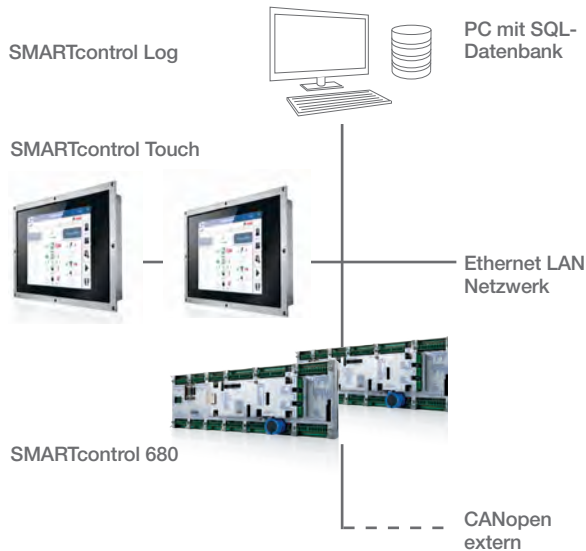 SMARTcontrol Log
PC mit SQL-
Datenbank
SMARTcontrol Touch
Ethernet LAN
Netzwerk
SMARTcontrol 680
CANopen
extern